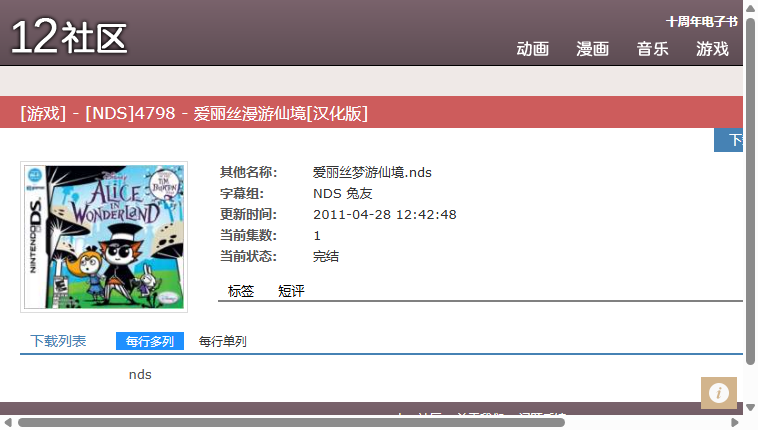 12社区
十周年电子书
动画 漫画 音乐 游戏
[游戏] - [NDS]4798 - 爱丽丝漫游仙境[汉化版]
下
NINTENDO DS
Disney
ALICE
IN
WONDERLAND
TIM BURTON
其他名称: 爱丽丝梦游仙境.nds
字幕组: NDS 兔友
更新时间: 2011-04-28 12:42:48
当前集数: 1
当前状态: 完结
标签 短评
下载列表 每行多列 每行单列
nds